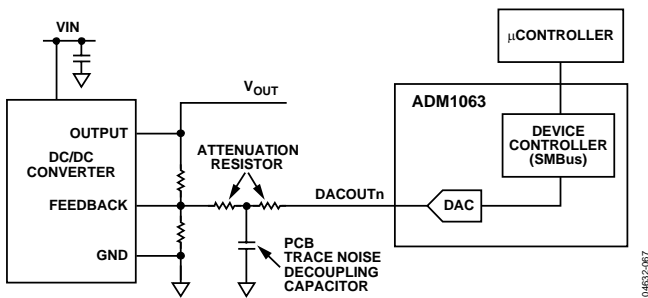 VIN
μCONTROLLER
VOUT
ADM1063
OUTPUT
DC/DC
CONVERTER
ATTENUATION
RESISTOR
DEVICE
CONTROLLER
(SMBus)
FEEDBACK
DACOUTn
DAC
GND
PCB
TRACE NOISE
DECOUPLING
CAPACITOR
04632-067